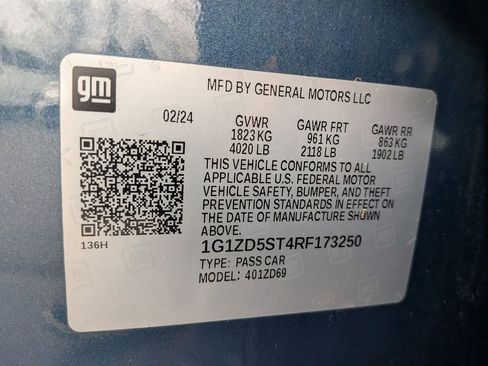 gm
MFD BY GENERAL MOTORS LLC
02/24 GVWR GAWR FRT GAWR RR
1823 KG 961 KG 863 KG
4020 LB 2118 LB 1902 LB
THIS VEHICLE CONFORMS TO ALL
APPLICABLE U.S. FEDERAL MOTOR
VEHICLE SAFETY, BUMPER, AND THEFT
PREVENTION STANDARDS IN EFFECT ON
THE DATE OF MANUFACTURE SHOWN
ABOVE.
136H
1G1ZD5ST4RF173250
TYPE: PASS CAR
MODEL: 401ZD69